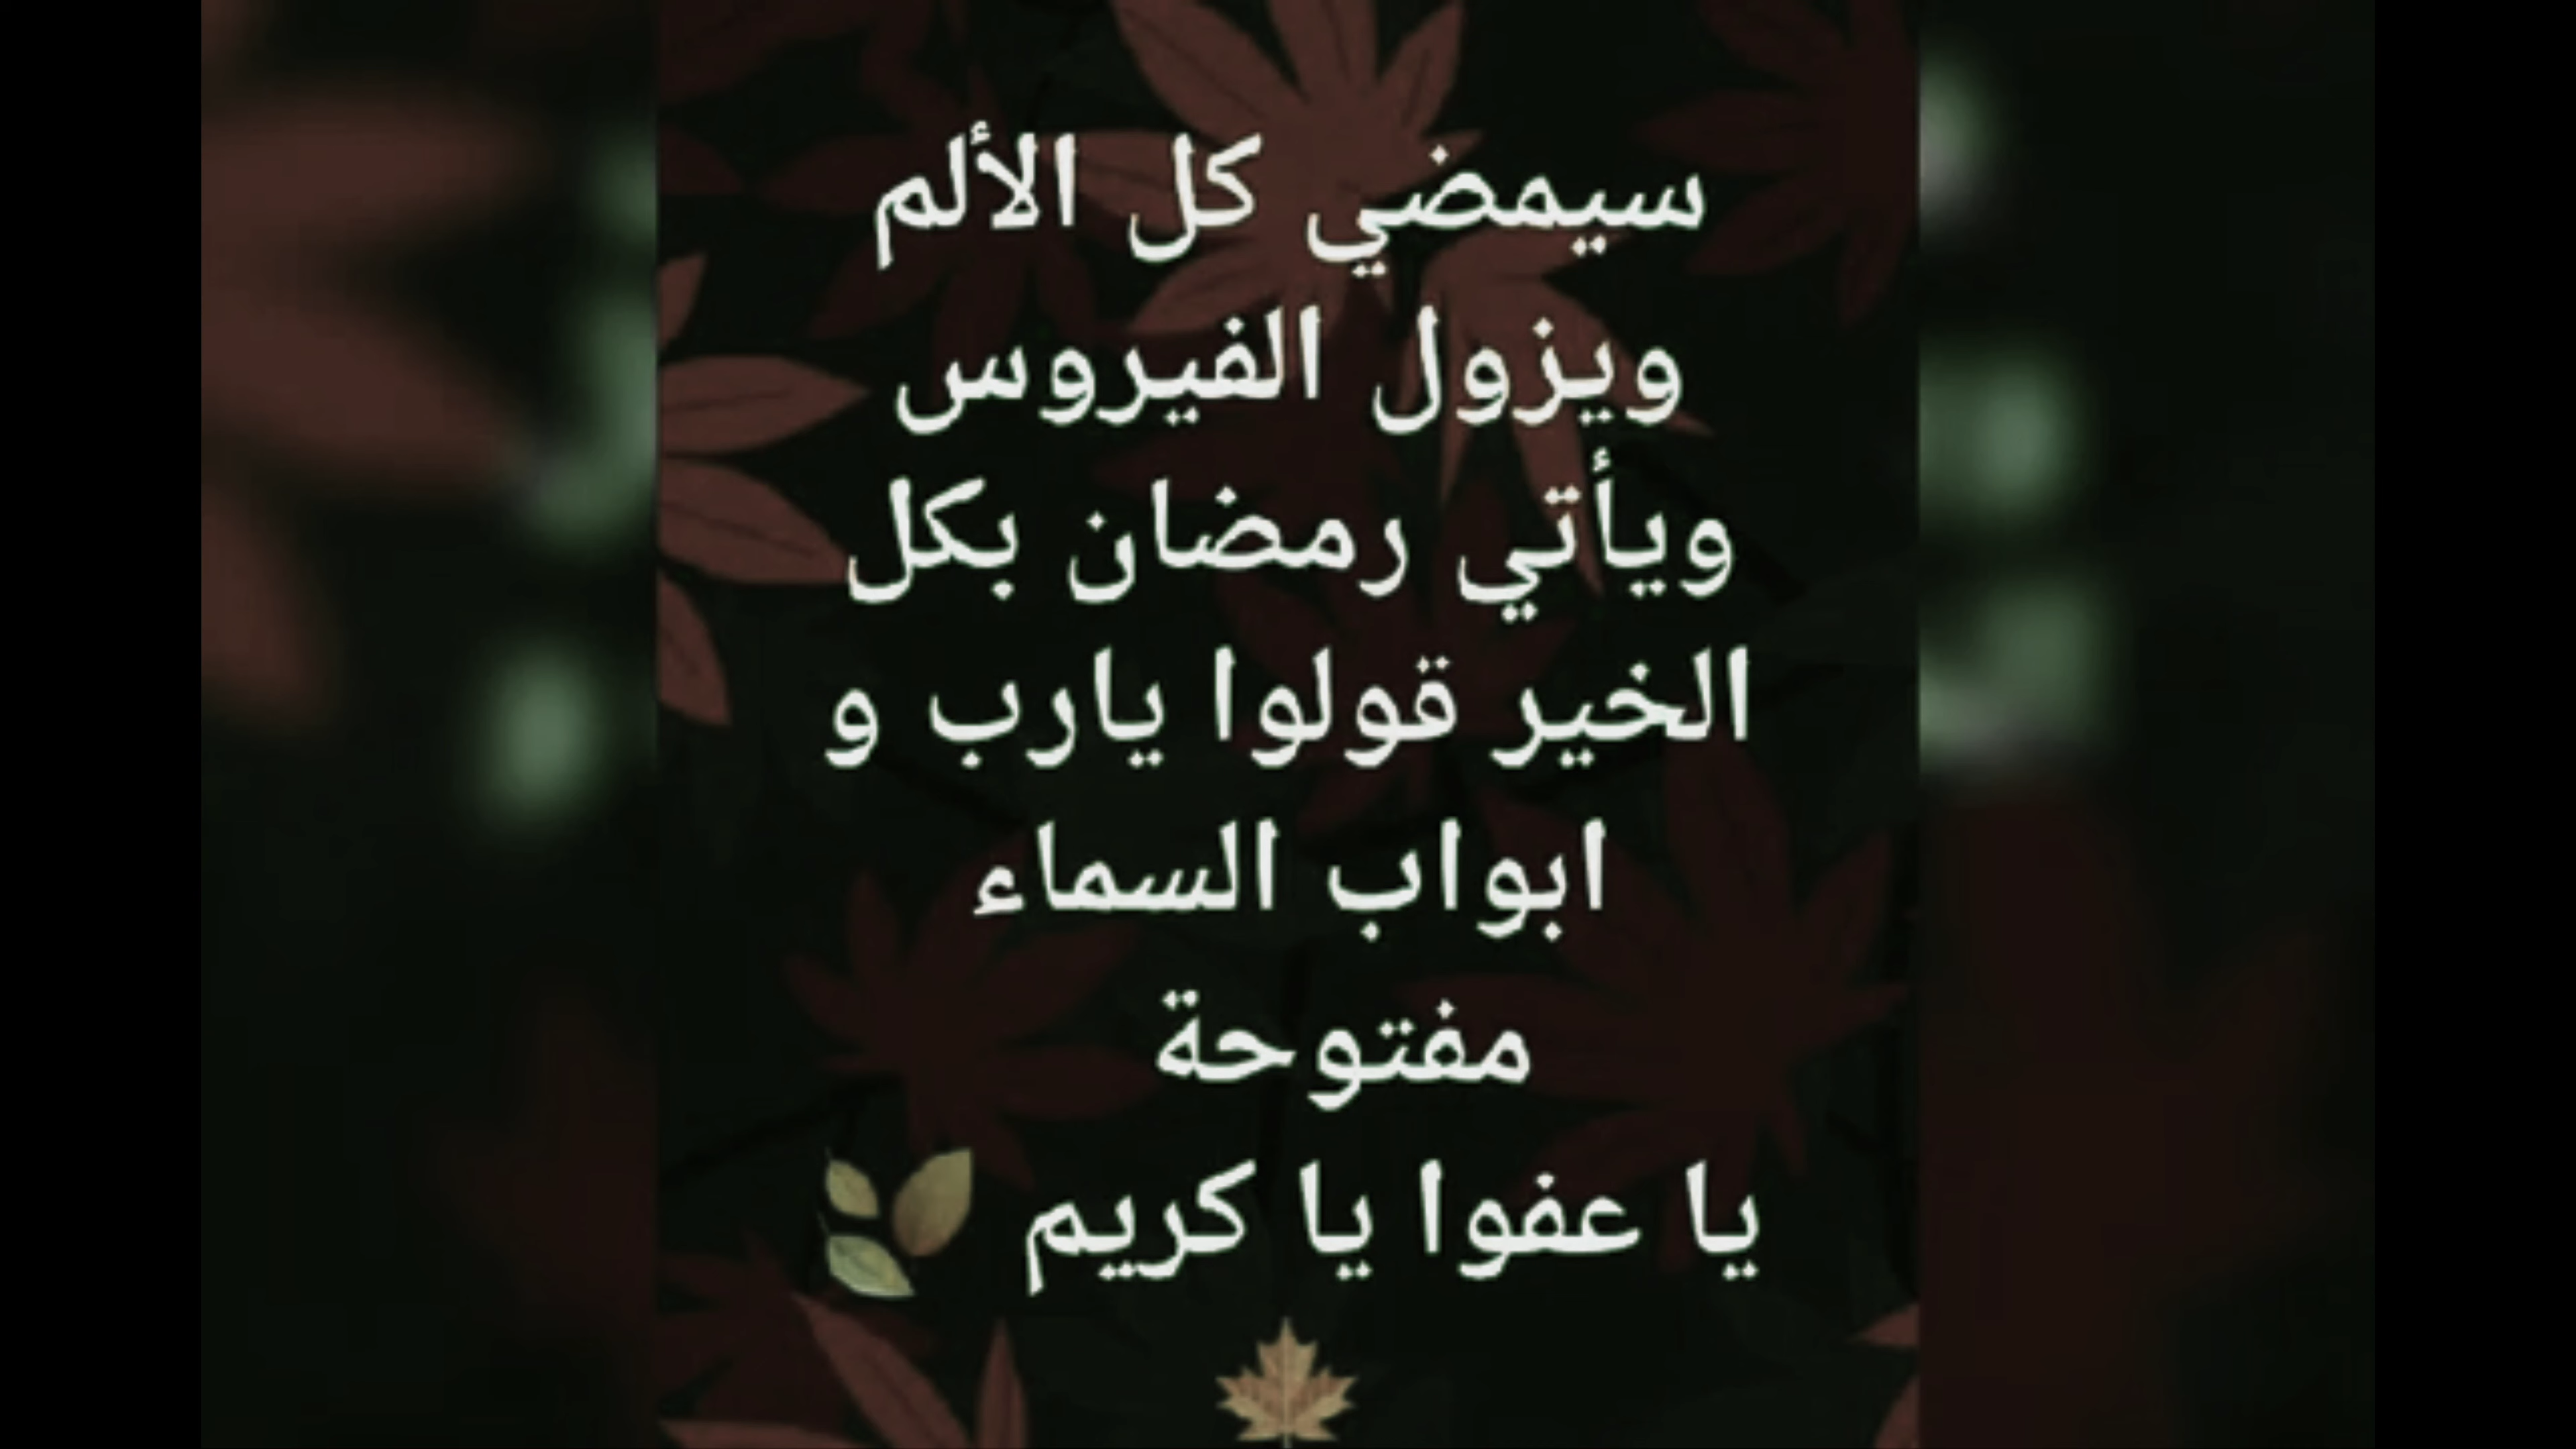 سيمضي كل الألم
ويزول الفيروس
ويأتي رمضان بكل
الخير قولوا يارب و
ابواب السماء
مفتوحة
يا عفوا يا كريم